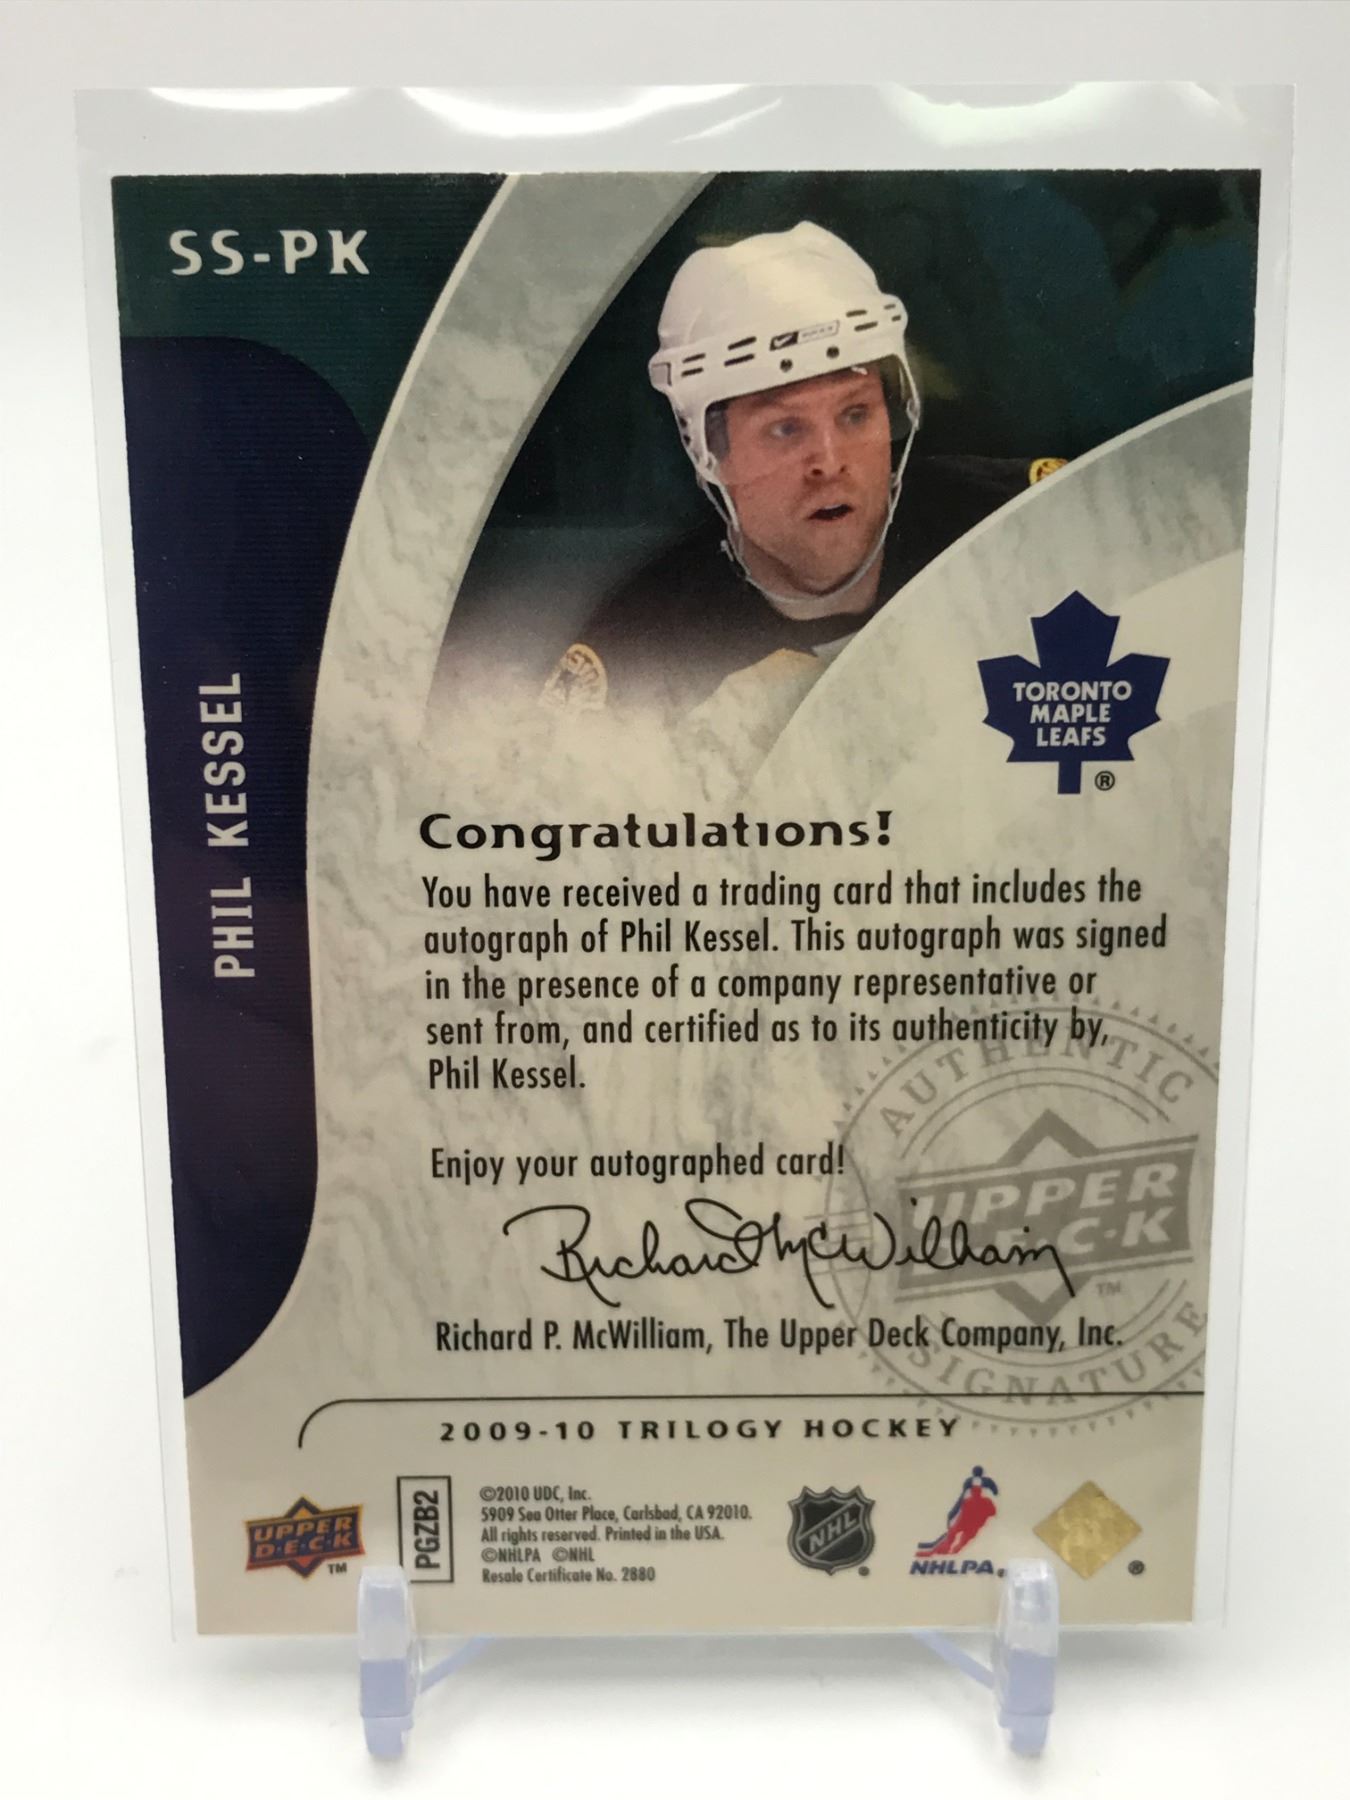 SS-PK
PHIL KESSEL
TORONTO
MAPLE
LEAFS
®
Congratulations!
You have received a trading card that includes the
autograph of Phil Kessel. This autograph was signed
in the presence of a company representative or
sent from, and certified as to its authenticity by,
Phil Kessel.
Enjoy your autographed card!
Richard McWilliam
Richard P. McWilliam, The Upper Deck Company, Inc.
AUTHENTIC
UPPER
DECK
TM
SIGNATURE
2009-10 TRILOGY HOCKEY
UPPER
D·E·C·K
TM
PGZB2
©2010 UDC, Inc.
5909 Sea Otter Place, Carlsbad, CA 92010.
All rights reserved. Printed in the USA.
©NHLPA ©NHL
Resale Certificate No. 2880
NHL
®
NHLPA
®